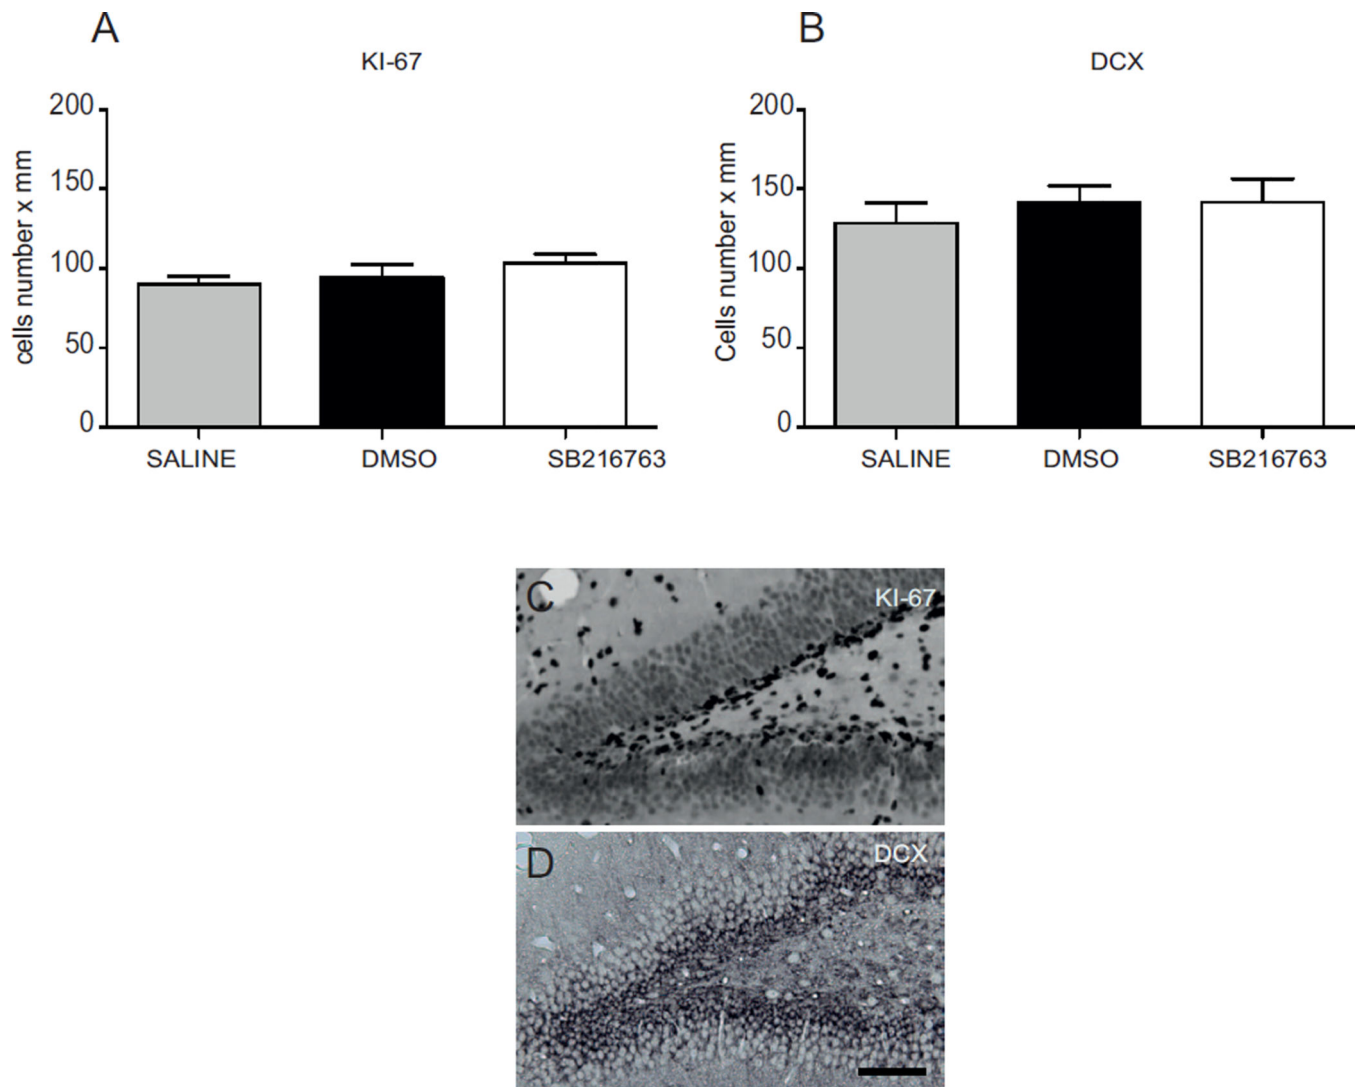 A
KI-67
200
150
100
50
0
cells number x mm
SALINE DMSO SB216763
B
DCX
200
150
100
50
0
Cells number x mm
SALINE DMSO SB216763
C
KI-67
D
DCX